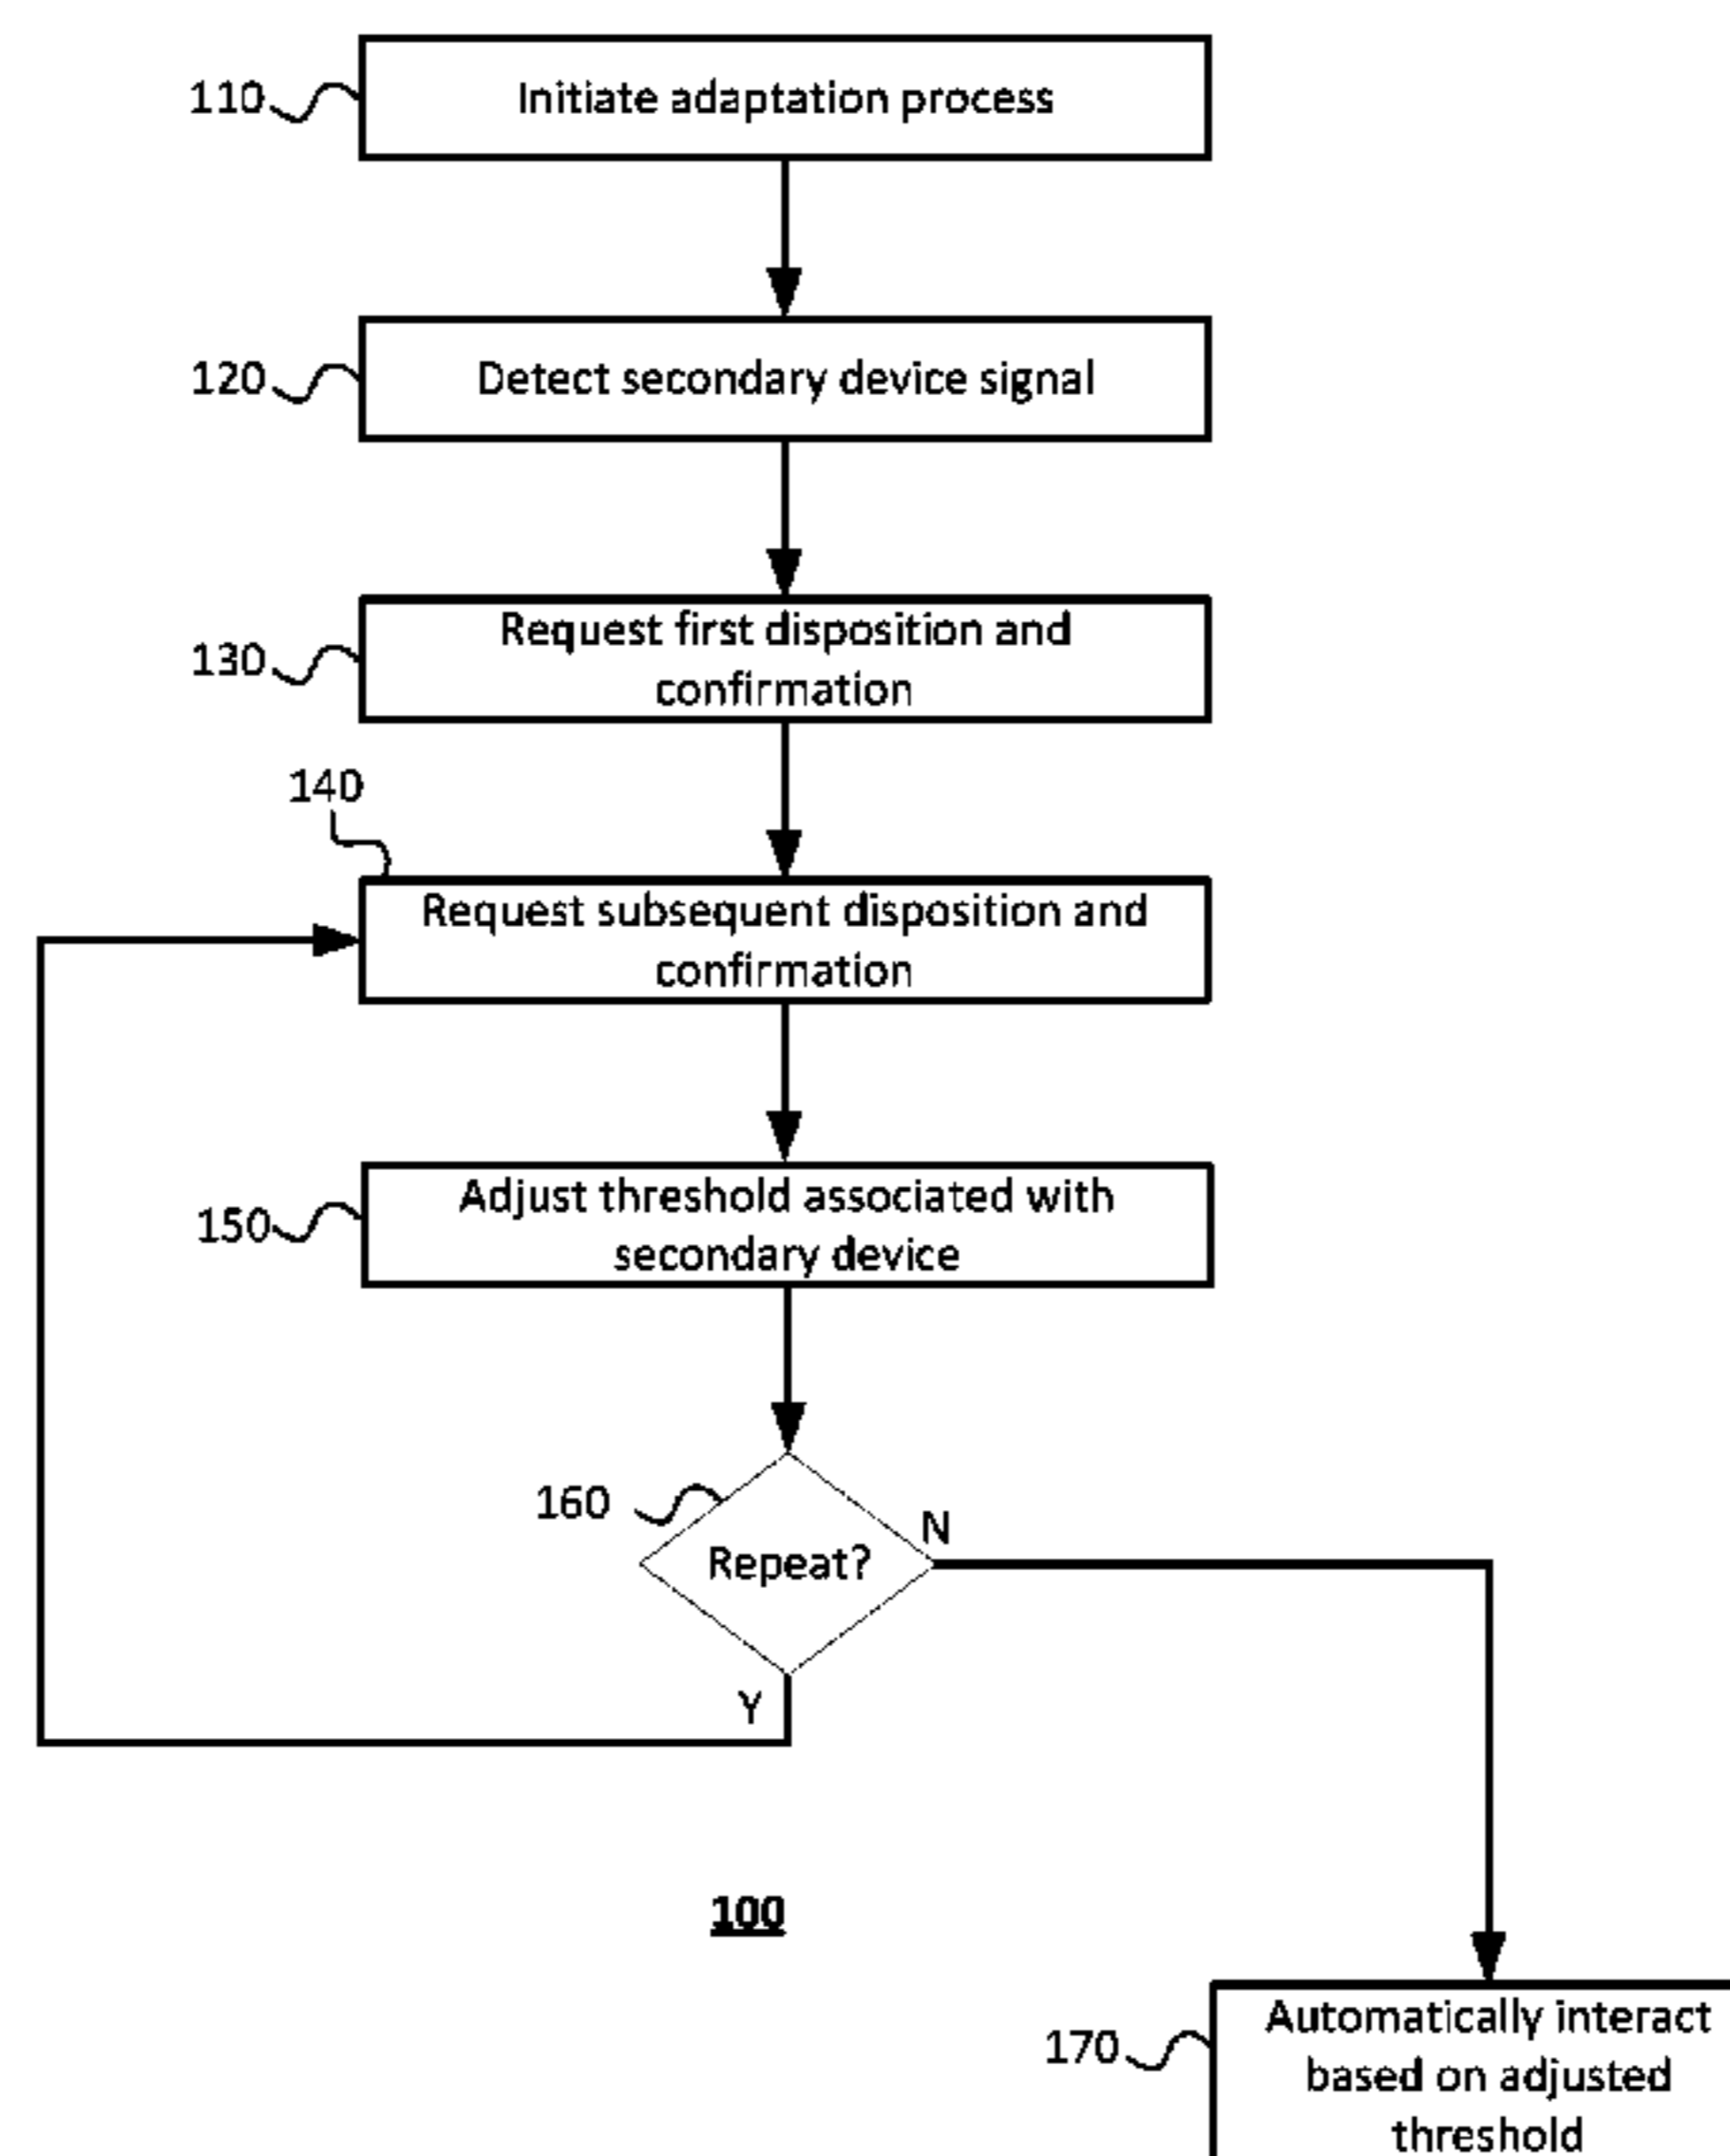 110
Initiate adaptation process
120
Detect secondary device signal
130
Request first disposition and
confirmation
140
Request subsequent disposition and
confirmation
150
Adjust threshold associated with
secondary device
160
Repeat?
N
Y
100
170
Automatically interact
based on adjusted
threshold